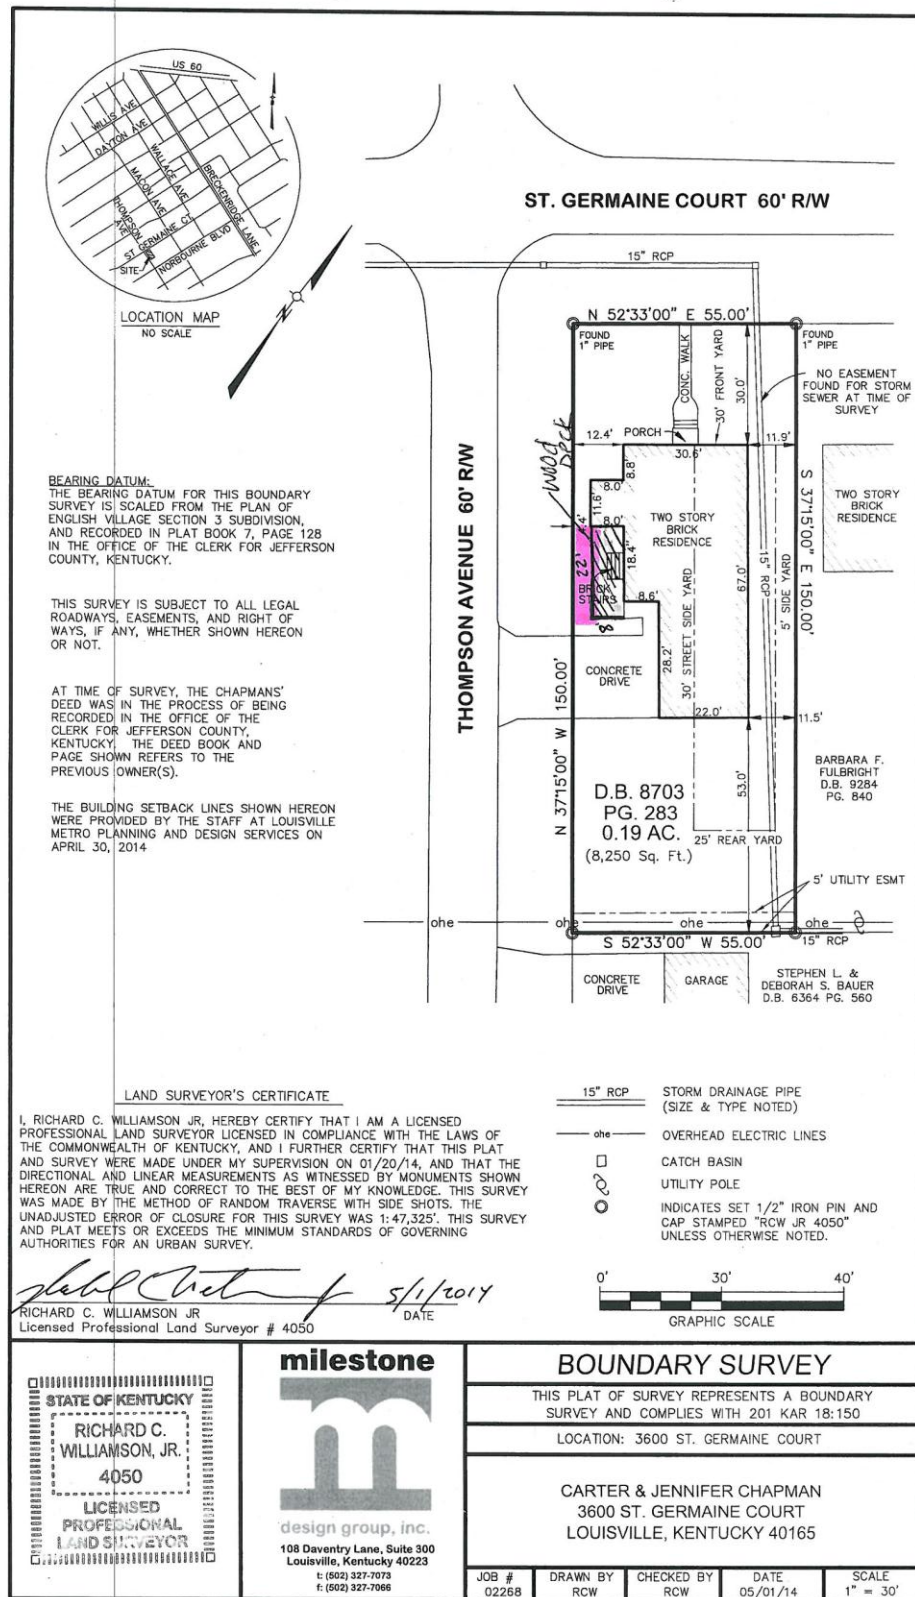 US 60
WILLIS AVE
DAYTON AVE
WALLACE AVE
MACON AVE
BRECKENRIDGE LANE
THOMPSON AVE
ST GERMAINE CT
NORBOURNE BLVD
SITE
LOCATION MAP
NO SCALE
ST. GERMAINE COURT 60' R/W
15" RCP
N 52°33'00" E 55.00'
FOUND
1" PIPE
FOUND
1" PIPE
CONC. WALK
30' FRONT YARD
30.0'
NO EASEMENT
FOUND FOR STORM
SEWER AT TIME OF
SURVEY
12.4'
PORCH
30.6'
11.9'
wood
DECK
8.8'
8.0'
11.6'
4.4'
8.0'
TWO STORY
BRICK
RESIDENCE
TWO STORY
BRICK
RESIDENCE
S 37°15'00" E 150.00'
22'
18.4'
BRICK
STAIRS
8'
8.6'
67.0'
15" RCP
5' SIDE YARD
28.2'
30' STREET SIDE YARD
CONCRETE
DRIVE
22.0'
11.5'
THOMPSON AVENUE 60' R/W
N 37°15'00" W 150.00'
BEARING DATUM:
THE BEARING DATUM FOR THIS BOUNDARY
SURVEY IS SCALED FROM THE PLAN OF
ENGLISH VILLAGE SECTION 3 SUBDIVISION,
AND RECORDED IN PLAT BOOK 7, PAGE 128
IN THE OFFICE OF THE CLERK FOR JEFFERSON
COUNTY, KENTUCKY.
THIS SURVEY IS SUBJECT TO ALL LEGAL
ROADWAYS, EASEMENTS, AND RIGHT OF
WAYS, IF ANY, WHETHER SHOWN HEREON
OR NOT.
AT TIME OF SURVEY, THE CHAPMANS'
DEED WAS IN THE PROCESS OF BEING
RECORDED IN THE OFFICE OF THE
CLERK FOR JEFFERSON COUNTY,
KENTUCKY. THE DEED BOOK AND
PAGE SHOWN REFERS TO THE
PREVIOUS OWNER(S).
THE BUILDING SETBACK LINES SHOWN HEREON
WERE PROVIDED BY THE STAFF AT LOUISVILLE
METRO PLANNING AND DESIGN SERVICES ON
APRIL 30, 2014
D.B. 8703
PG. 283
0.19 AC.
(8,250 Sq. Ft.)
53.0'
25' REAR YARD
BARBARA F.
FULBRIGHT
D.B. 9284
PG. 840
5' UTILITY ESMT
ohe
ohe
ohe
ohe
S 52°33'00" W 55.00'
15" RCP
CONCRETE
DRIVE
GARAGE
STEPHEN L. &
DEBORAH S. BAUER
D.B. 6364 PG. 560
LAND SURVEYOR'S CERTIFICATE
I, RICHARD C. WILLIAMSON JR, HEREBY CERTIFY THAT I AM A LICENSED
PROFESSIONAL LAND SURVEYOR LICENSED IN COMPLIANCE WITH THE LAWS OF
THE COMMONWEALTH OF KENTUCKY, AND I FURTHER CERTIFY THAT THIS PLAT
AND SURVEY WERE MADE UNDER MY SUPERVISION ON 01/20/14, AND THAT THE
DIRECTIONAL AND LINEAR MEASUREMENTS AS WITNESSED BY MONUMENTS SHOWN
HEREON ARE TRUE AND CORRECT TO THE BEST OF MY KNOWLEDGE. THIS SURVEY
WAS MADE BY THE METHOD OF RANDOM TRAVERSE WITH SIDE SHOTS. THE
UNADJUSTED ERROR OF CLOSURE FOR THIS SURVEY WAS 1:47,325'. THIS SURVEY
AND PLAT MEETS OR EXCEEDS THE MINIMUM STANDARDS OF GOVERNING
AUTHORITIES FOR AN URBAN SURVEY.
5/1/2014
RICHARD C. WILLIAMSON JR
DATE
Licensed Professional Land Surveyor # 4050
15" RCP
STORM DRAINAGE PIPE
(SIZE & TYPE NOTED)
ohe
OVERHEAD ELECTRIC LINES
CATCH BASIN
UTILITY POLE
INDICATES SET 1/2" IRON PIN AND
CAP STAMPED "RCW JR 4050"
UNLESS OTHERWISE NOTED.
0' 30' 40'
GRAPHIC SCALE
STATE OF KENTUCKY
RICHARD C.
WILLIAMSON, JR.
4050
LICENSED
PROFESSIONAL
LAND SURVEYOR
milestone
m
design group, inc.
108 Daventry Lane, Suite 300
Louisville, Kentucky 40223
t: (502) 327-7073
f: (502) 327-7066
BOUNDARY SURVEY
THIS PLAT OF SURVEY REPRESENTS A BOUNDARY
SURVEY AND COMPLIES WITH 201 KAR 18:150
LOCATION: 3600 ST. GERMAINE COURT
CARTER & JENNIFER CHAPMAN
3600 ST. GERMAINE COURT
LOUISVILLE, KENTUCKY 40165
JOB #
02268
DRAWN BY
RCW
CHECKED BY
RCW
DATE
05/01/14
SCALE
1" = 30'